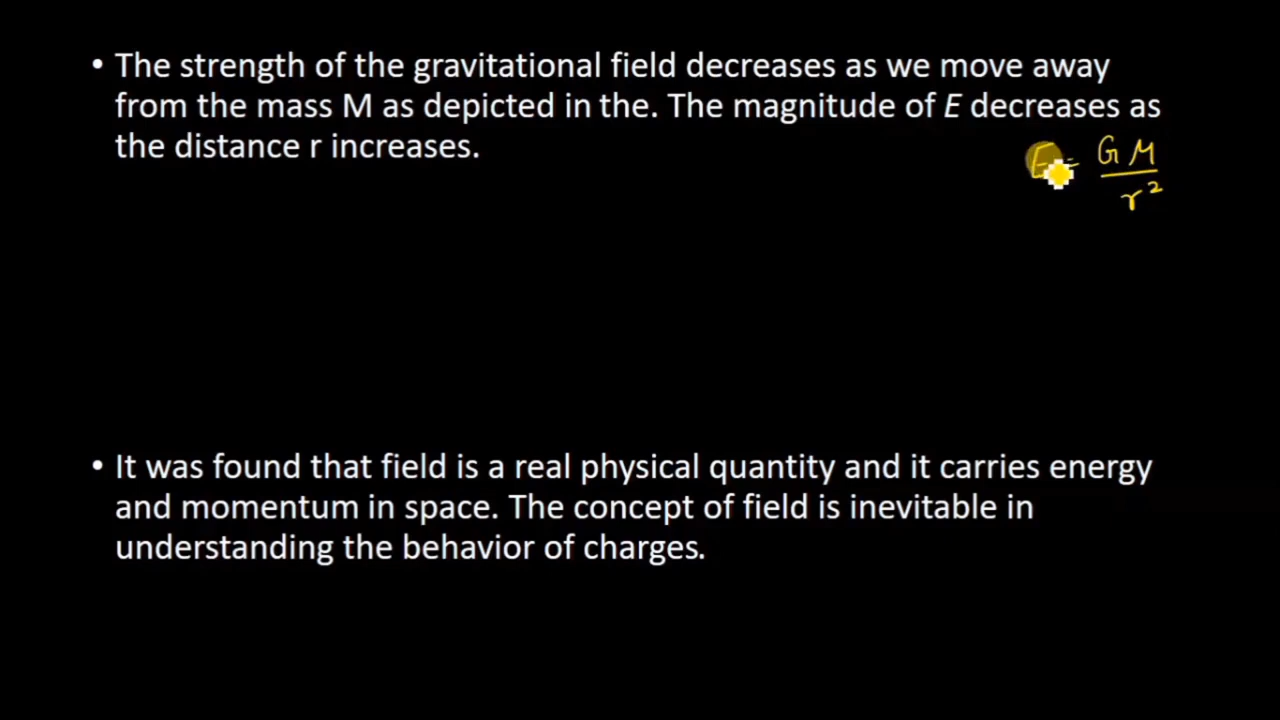 • The strength of the gravitational field decreases as we move away
from the mass M as depicted in the. The magnitude of E decreases as
the distance r increases.
E = GM
r²
• It was found that field is a real physical quantity and it carries energy
and momentum in space. The concept of field is inevitable in
understanding the behavior of charges.